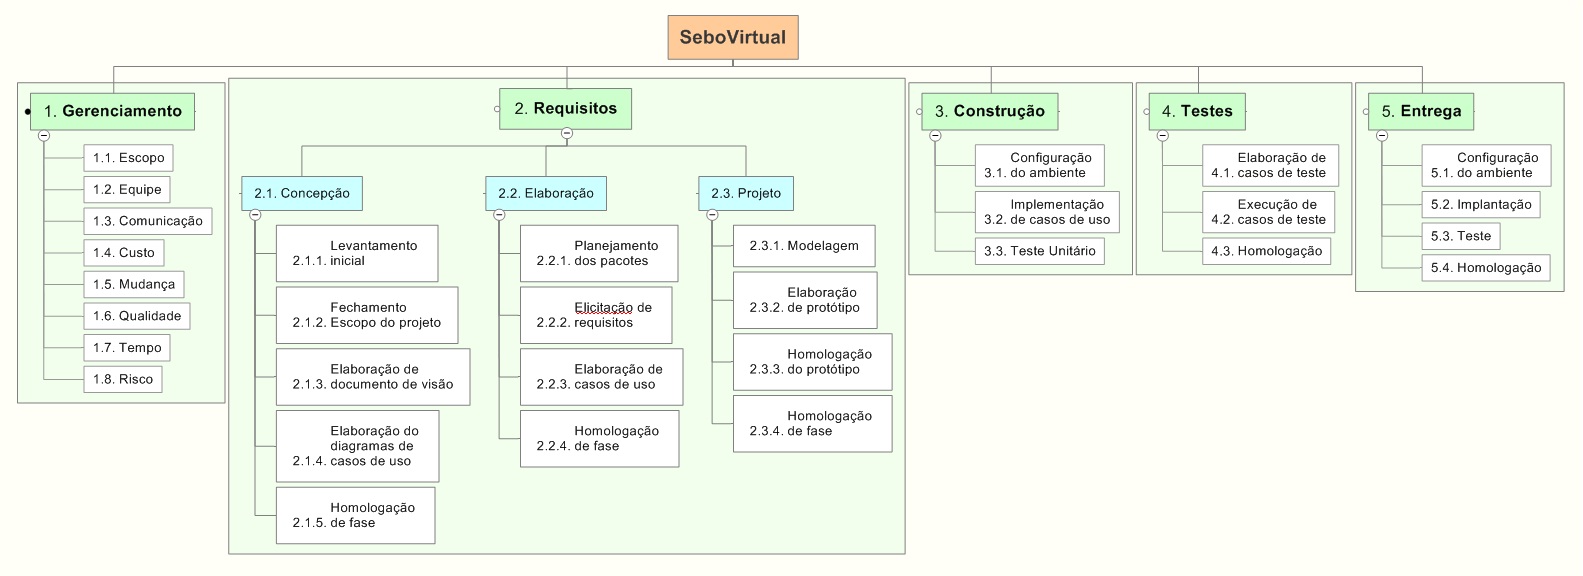 SeboVirtual
1. Gerenciamento
1.1. Escopo
1.2. Equipe
1.3. Comunicação
1.4. Custo
1.5. Mudança
1.6. Qualidade
1.7. Tempo
1.8. Risco
2. Requisitos
2.1. Concepção
Levantamento
2.1.1. inicial
Fechamento
2.1.2. Escopo do projeto
Elaboração de
2.1.3. documento de visão
Elaboração do
diagramas de
2.1.4. casos de uso
Homologação
2.1.5. de fase
2.2. Elaboração
Planejamento
2.2.1. dos pacotes
Elicitação de
2.2.2. requisitos
Elaboração de
2.2.3. casos de uso
Homologação
2.2.4. de fase
2.3. Projeto
2.3.1. Modelagem
Elaboração
2.3.2. de protótipo
Homologação
2.3.3. do protótipo
Homologação
2.3.4. de fase
3. Construção
Configuração
3.1. do ambiente
Implementação
3.2. de casos de uso
3.3. Teste Unitário
4. Testes
Elaboração de
4.1. casos de teste
Execução de
4.2. casos de teste
4.3. Homologação
5. Entrega
Configuração
5.1. do ambiente
5.2. Implantação
5.3. Teste
5.4. Homologação